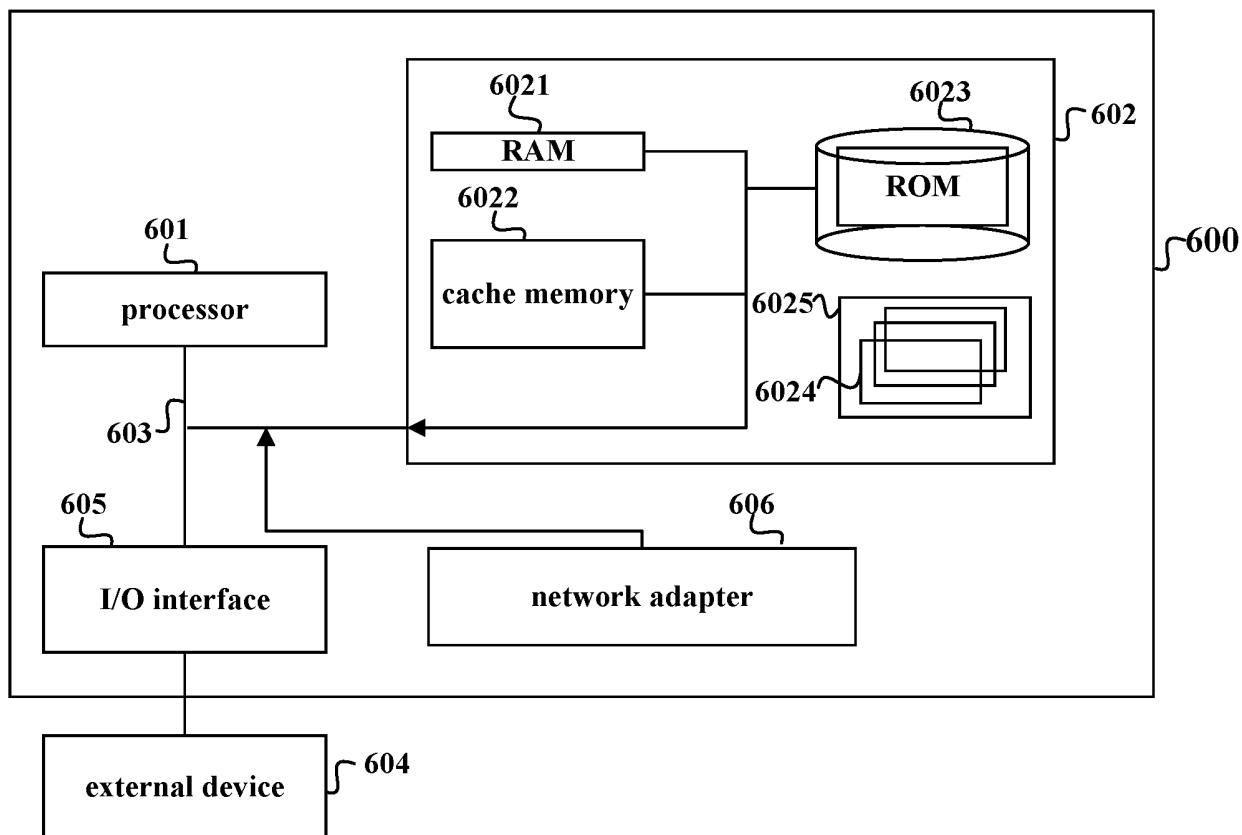 6021
6023
602
RAM
ROM
6022
601
600
cache memory
6025
processor
6024
603
605
606
I/O interface
network adapter
604
external device